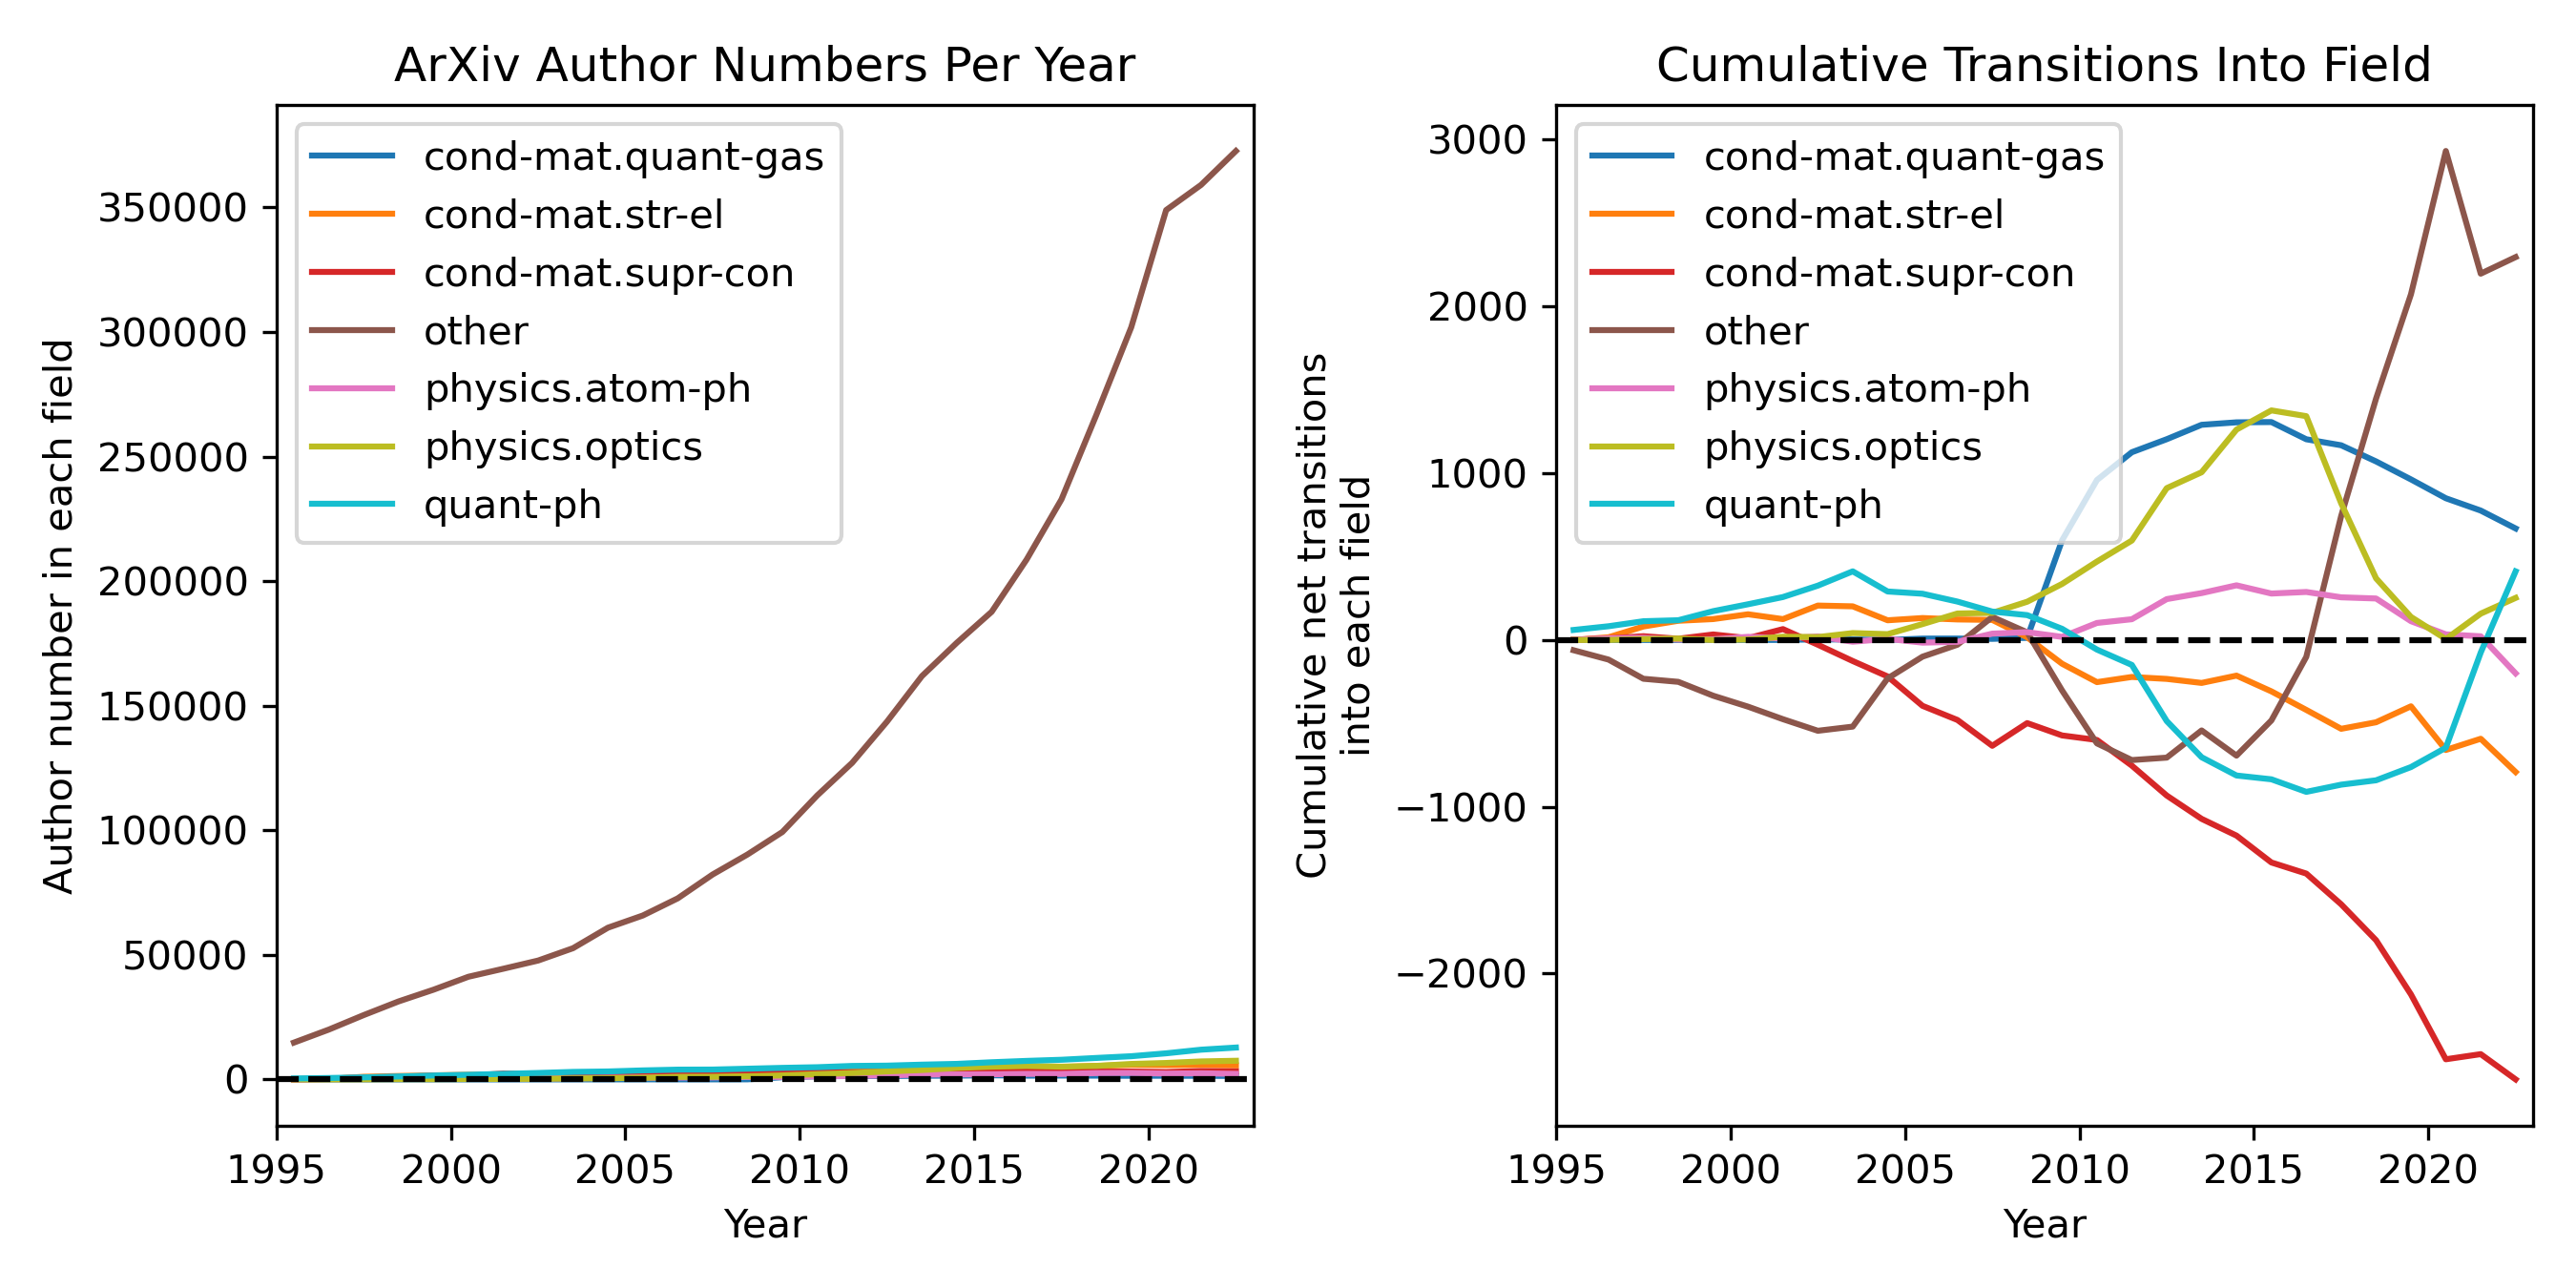 ArXiv Author Numbers Per Year
Author number in each field
350000
300000
250000
200000
150000
100000
50000
0
cond-mat.quant-gas
cond-mat.str-el
cond-mat.supr-con
other
physics.atom-ph
physics.optics
quant-ph
1995 2000 2005 2010 2015 2020
Year
Cumulative Transitions Into Field
Cumulative net transitions
into each field
3000
2000
1000
0
−1000
−2000
cond-mat.quant-gas
cond-mat.str-el
cond-mat.supr-con
other
physics.atom-ph
physics.optics
quant-ph
1995 2000 2005 2010 2015 2020
Year